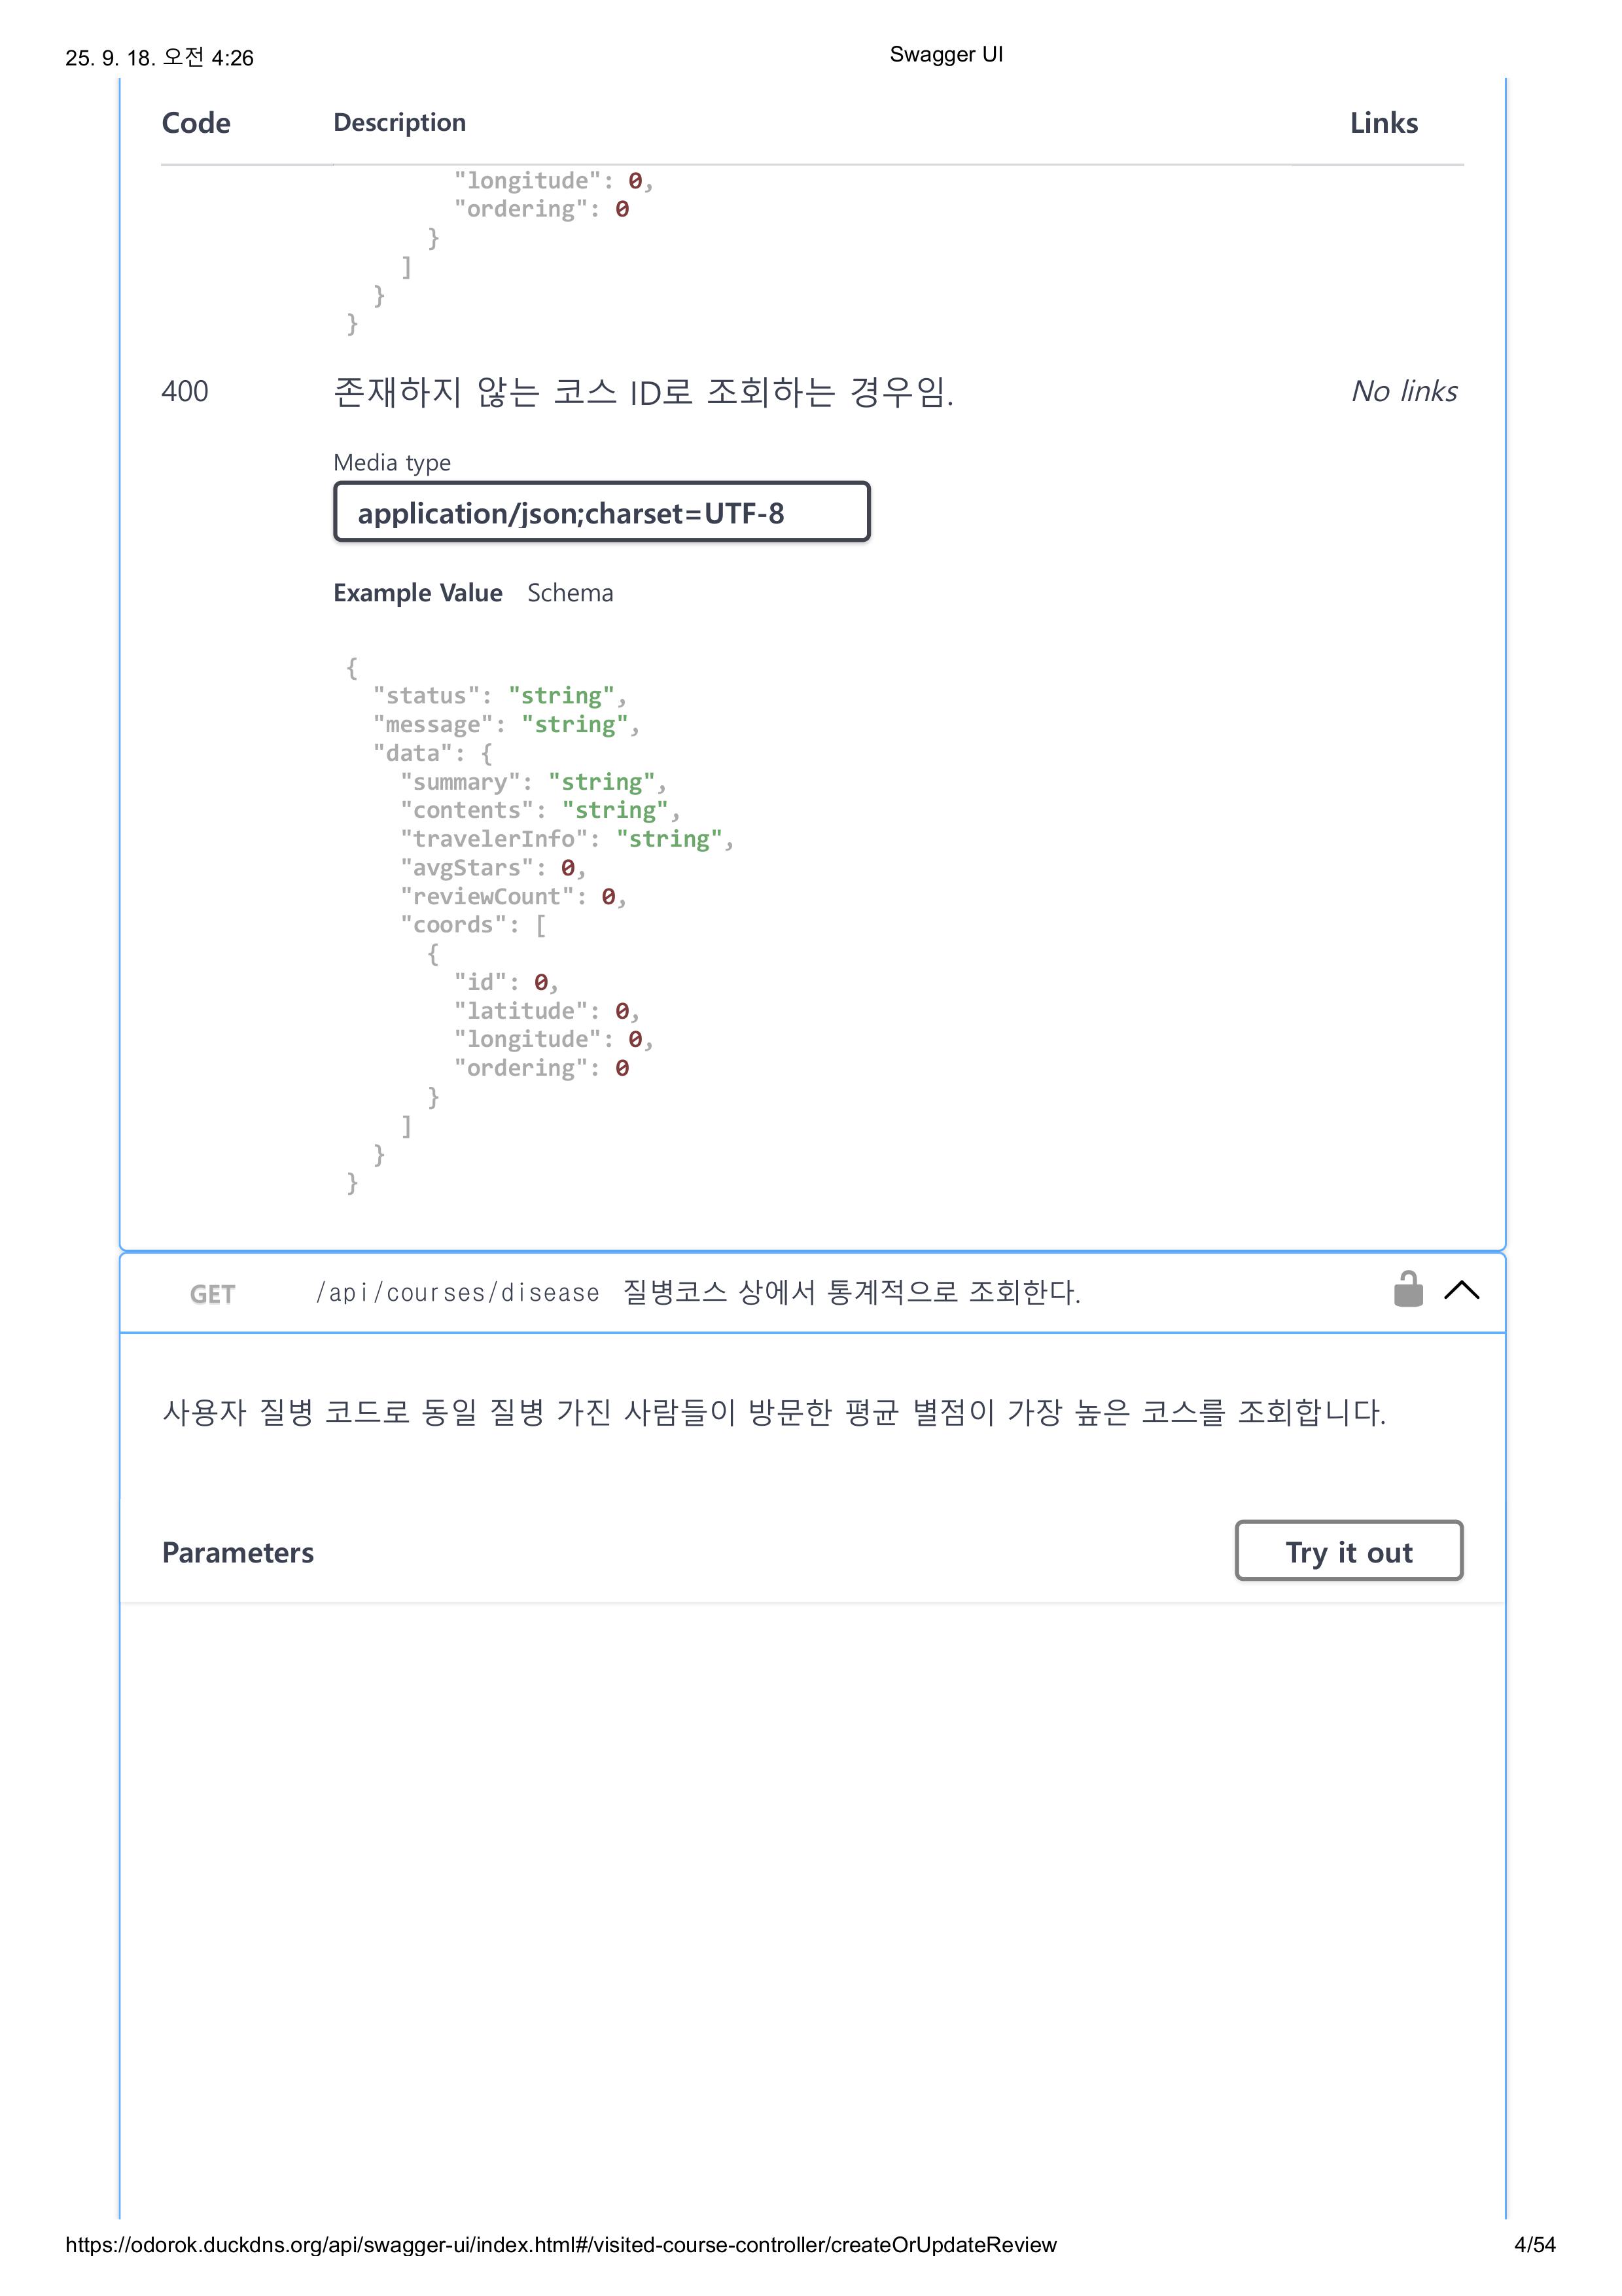 25. 9. 18. 오전 4:26
Swagger UI
Code Description Links
"longitude": 0,
"ordering": 0
}
]
}
}
400 존재하지 않는 코스 ID로 조회하는 경우임. No links
Media type
application/json;charset=UTF-8
Example Value Schema
{
"status": "string",
"message": "string",
"data": {
"summary": "string",
"contents": "string",
"travelerInfo": "string",
"avgStars": 0,
"reviewCount": 0,
"coords": [
{
"id": 0,
"latitude": 0,
"longitude": 0,
"ordering": 0
}
]
}
}
GET /api/courses/disease 질병코스 상에서 통계적으로 조회한다.
사용자 질병 코드로 동일 질병 가진 사람들이 방문한 평균 별점이 가장 높은 코스를 조회합니다.
Parameters Try it out
https://odorok.duckdns.org/api/swagger-ui/index.html#/visited-course-controller/createOrUpdateReview 4/54